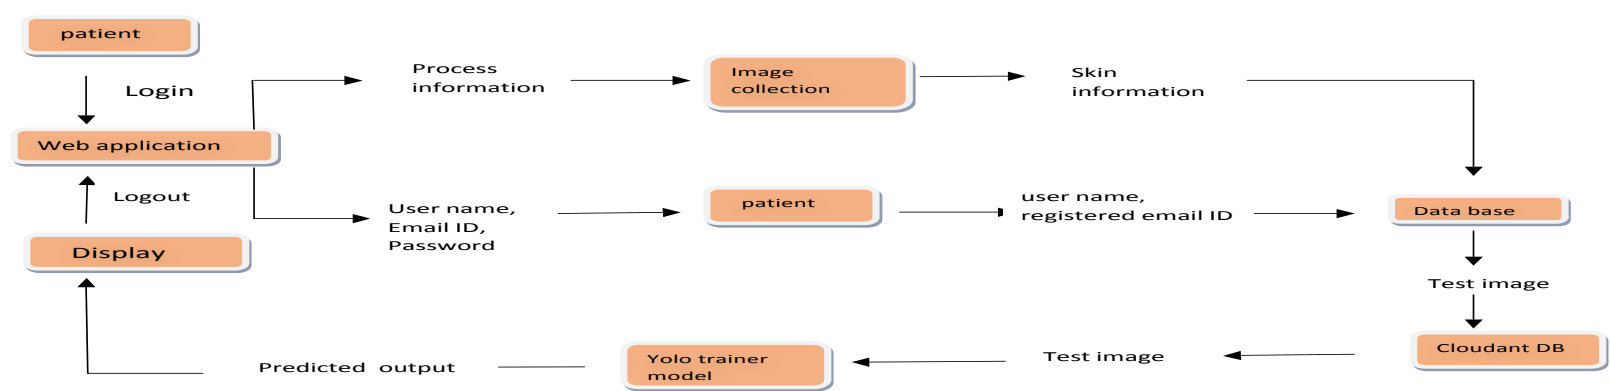 patient
Login
Web application
Logout
Display
Process
information
Image
collection
Skin
information
User name,
Email ID,
Password
patient
user name,
registered email ID
Data base
Test image
Cloudant DB
Test image
Yolo trainer
model
Predicted output